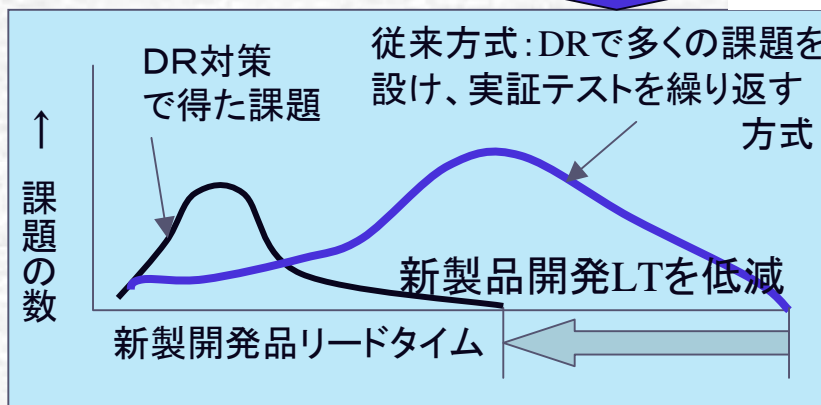 DR対策
で得た課題
従来方式：DRで多くの課題を
設け、実証テストを繰り返す
方式
↑
課題の数
新製品開発LTを低減
新製開発品リードタイム